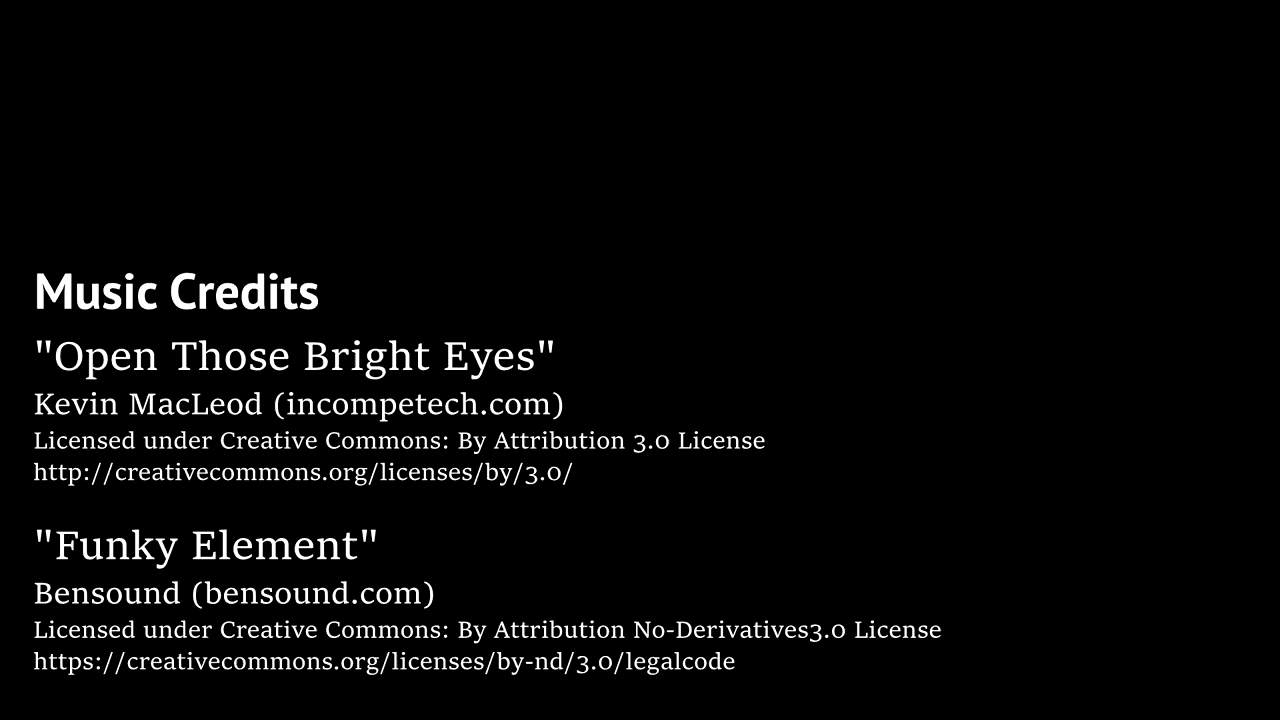 Music Credits
"Open Those Bright Eyes"
Kevin MacLeod (incompetech.com)
Licensed under Creative Commons: By Attribution 3.0 License
http://creativecommons.org/licenses/by/3.0/
"Funky Element"
Bensound (bensound.com)
Licensed under Creative Commons: By Attribution No-Derivatives3.0 License
https://creativecommons.org/licenses/by-nd/3.0/legalcode